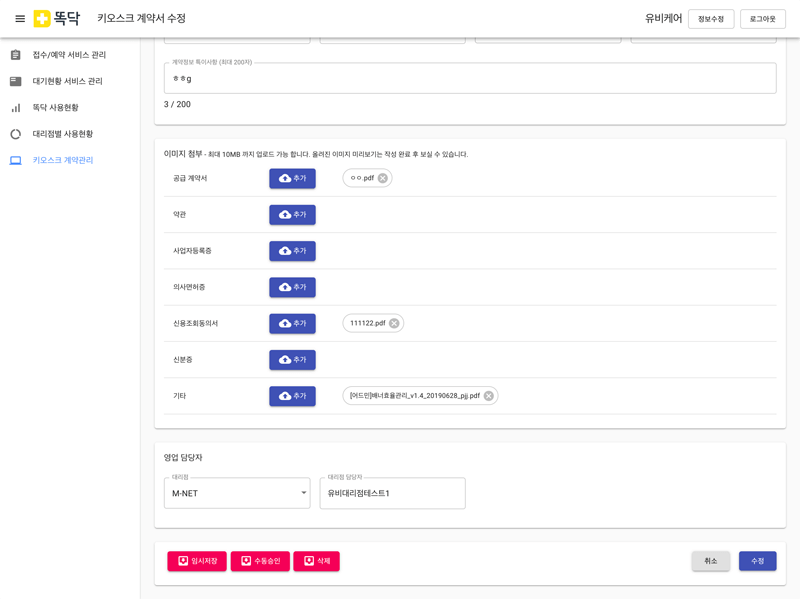 똑닥 키오스크 계약서 수정 유비케어 정보수정 로그아웃
접수/예약 서비스 관리
대기현황 서비스 관리
똑닥 사용현황
대리점별 사용현황
키오스크 계약관리
계약정보 특이사항 (최대 200자)
ㅎㅎg
3 / 200
이미지 첨부 - 최대 10MB 까지 업로드 가능 합니다. 올려진 이미지 미리보기는 작성 완료 후 보실 수 있습니다.
공급 계약서 추가 ㅇㅇ.pdf
약관 추가
사업자등록증 추가
의사면허증 추가
신용조회동의서 추가 111122.pdf
신분증 추가
기타 추가 [어드민]배너효율관리_v1.4_20190628_pjj.pdf
영업 담당자
대리점 대리점 담당자
M-NET 유비대리점테스트1
임시저장 수동승인 삭제 취소 수정